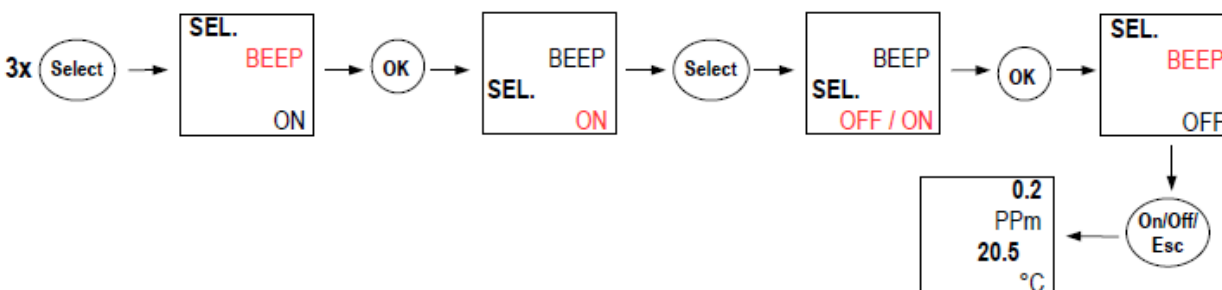 3x
Select
SEL.
BEEP
ON
OK
BEEP
SEL.
ON
Select
BEEP
SEL.
OFF / ON
OK
SEL.
BEEP
OFF
On/Off/
Esc
0.2
PPm
20.5
°C